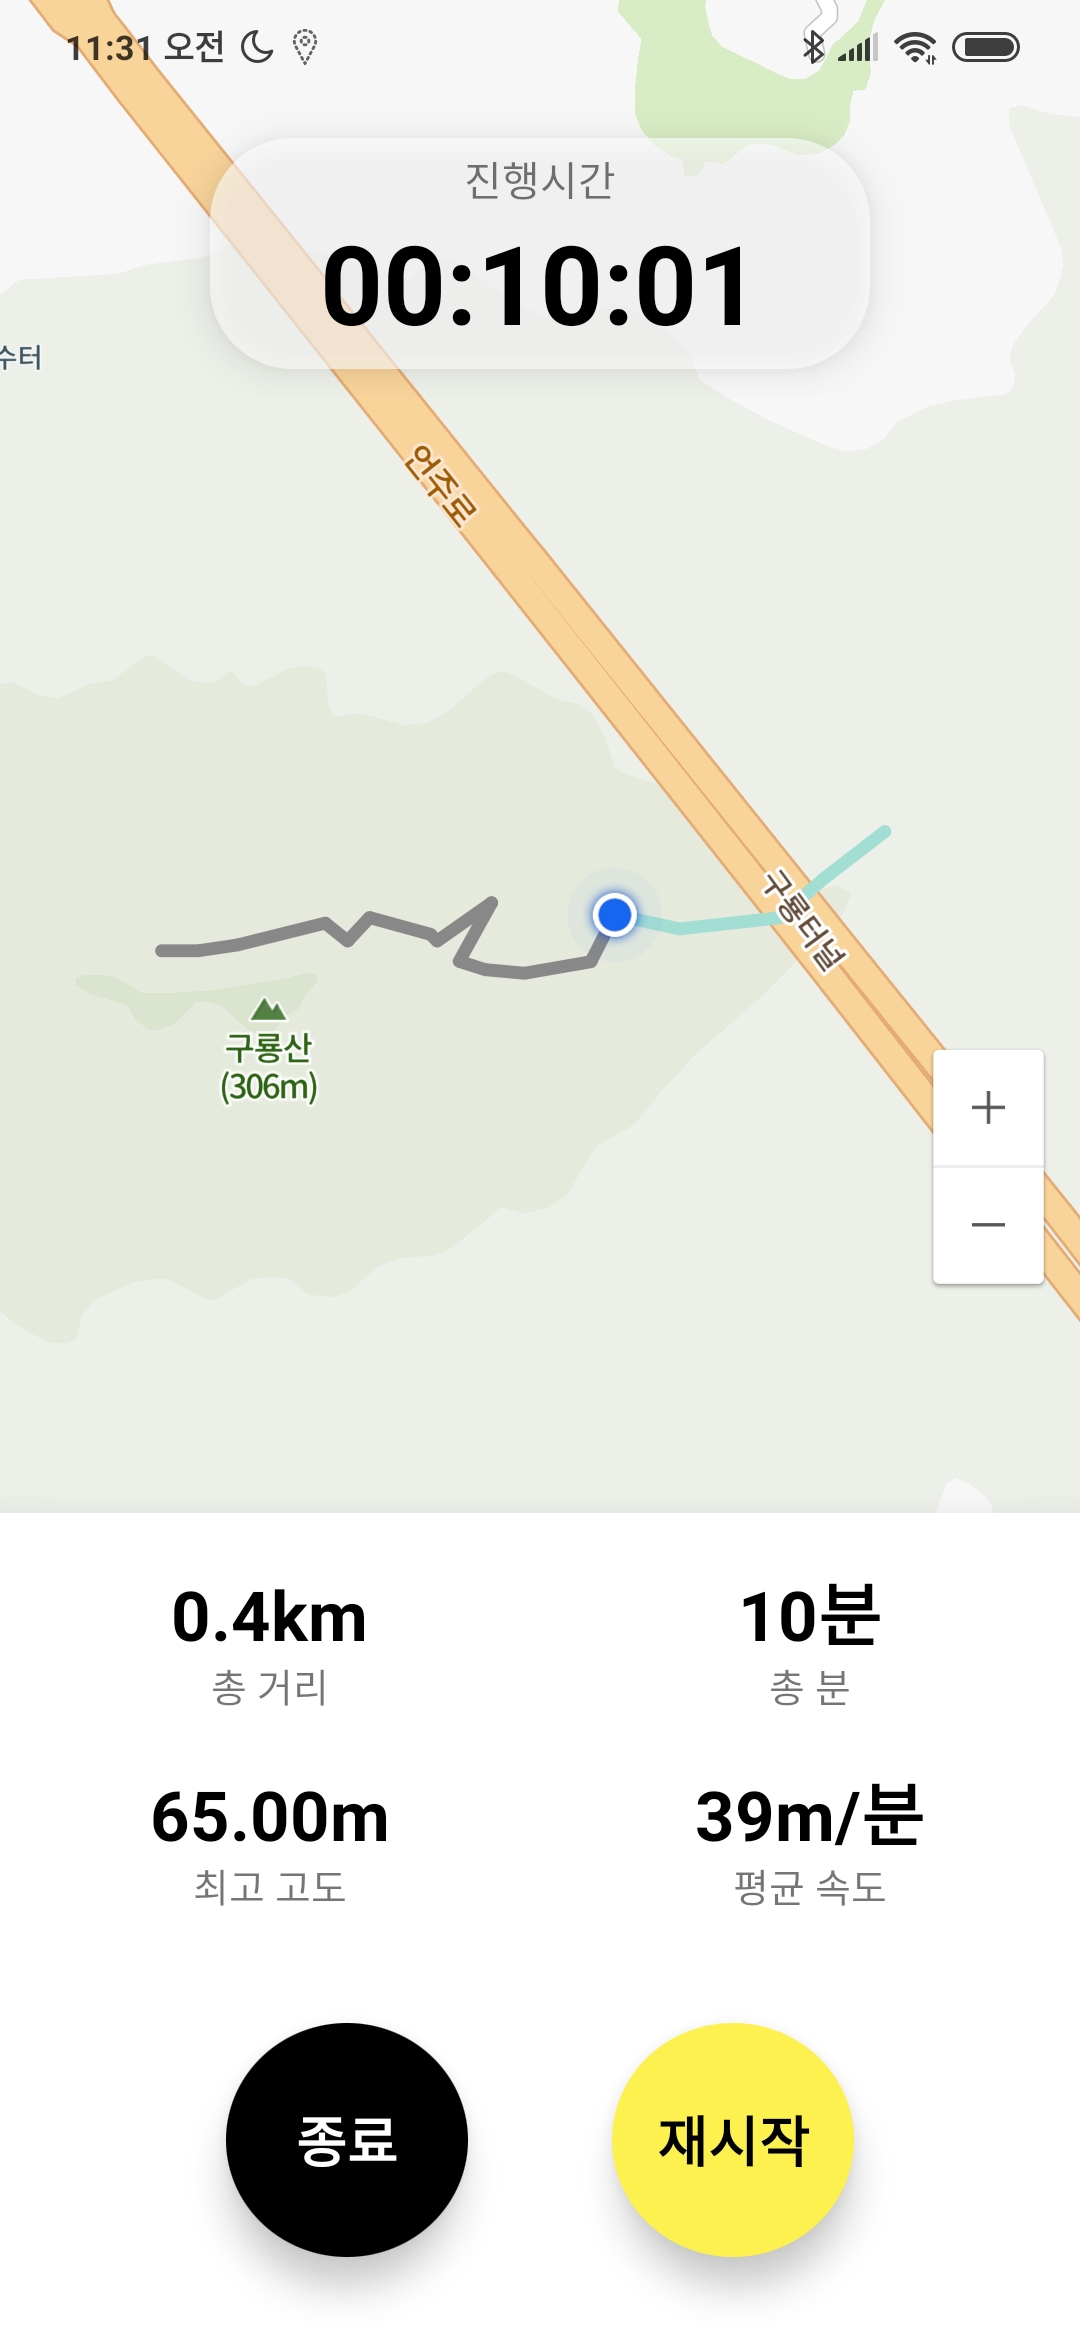 11:31 오전
진행시간
00:10:01
수터
언주로
구룡터널
구룡산
(306m)
0.4km
총 거리
10분
총 분
65.00m
최고 고도
39m/분
평균 속도
종료
재시작